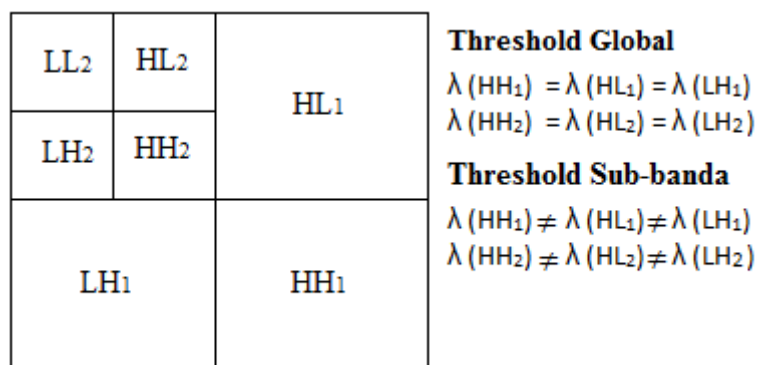 LL₂ HL₂
HL₁
LH₂ HH₂
LH₁ HH₁
Threshold Global
λ (HH₁) = λ (HL₁) = λ (LH₁)
λ (HH₂) = λ (HL₂) = λ (LH₂)
Threshold Sub-banda
λ (HH₁) ≠ λ (HL₁) ≠ λ (LH₁)
λ (HH₂) ≠ λ (HL₂) ≠ λ (LH₂)